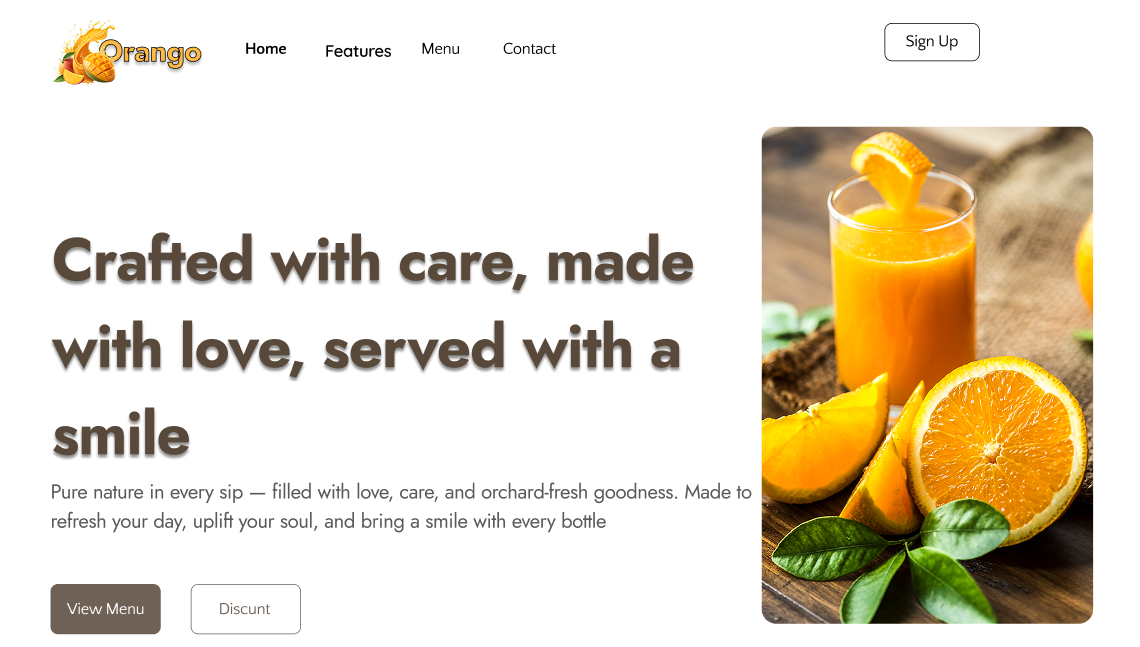 Orango
Home Features Menu Contact
Sign Up
Crafted with care, made
with love, served with a
smile
Pure nature in every sip — filled with love, care, and orchard-fresh goodness. Made to
refresh your day, uplift your soul, and bring a smile with every bottle
View Menu
Discunt